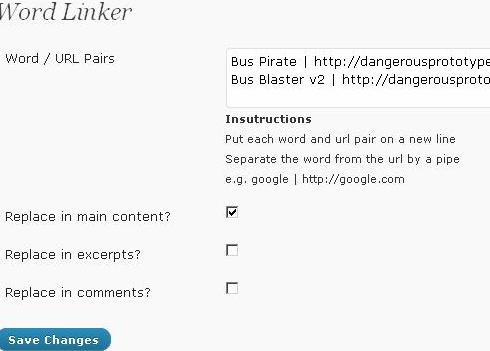 Word Linker
Word / URL Pairs
Bus Pirate | http://dangerousprototype
Bus Blaster v2 | http://dangerousproto
Insutructions
Put each word and url pair on a new line
Separate the word from the url by a pipe
e.g. google | http://google.com
Replace in main content?
Replace in excerpts?
Replace in comments?
Save Changes